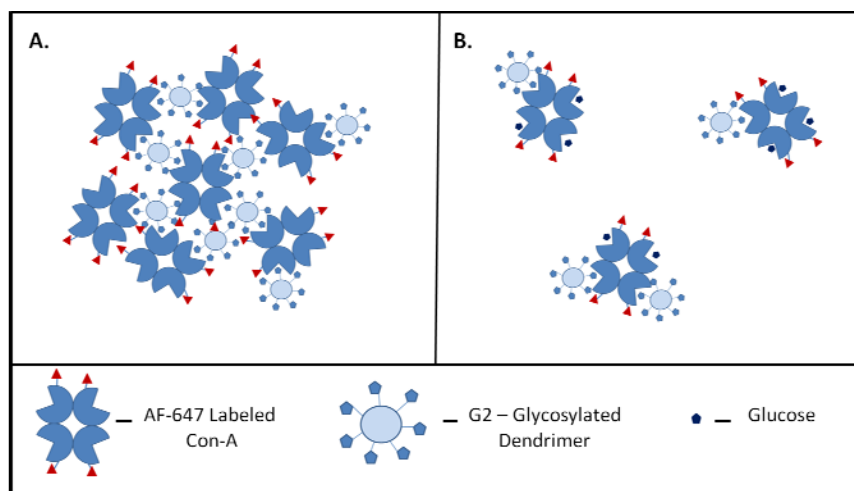 A.
B.
– AF-647 Labeled
Con-A
– G2 – Glycosylated
Dendrimer
– Glucose